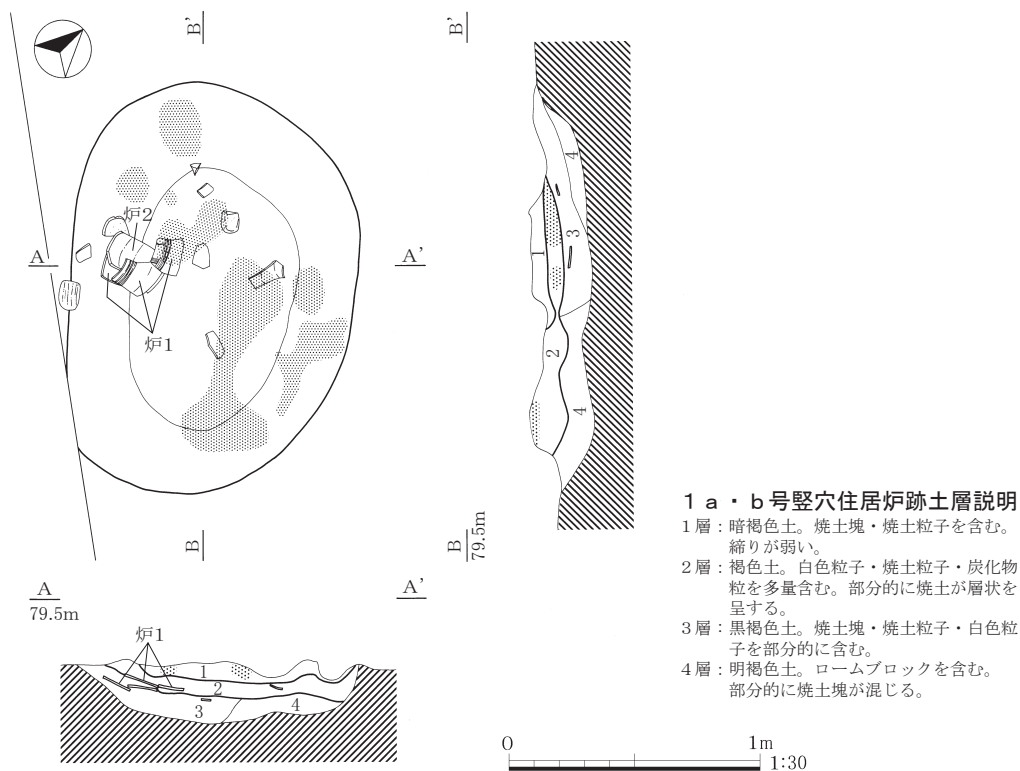 B'
B'
炉2
A
A'
炉1
B
B
79.5m
A
79.5m
A'
炉1
1
2
3
4
4
3
1
2
4
1a・b号竪穴住居炉跡土層説明
1層：暗褐色土。焼土塊・焼土粒子を含む。
締りが弱い。
2層：褐色土。白色粒子・焼土粒子・炭化物
粒を多量含む。部分的に焼土が層状を
呈する。
3層：黒褐色土。焼土塊・焼土粒子・白色粒
子を部分的に含む。
4層：明褐色土。ロームブロックを含む。
部分的に焼土塊が混じる。
0 1m
1:30